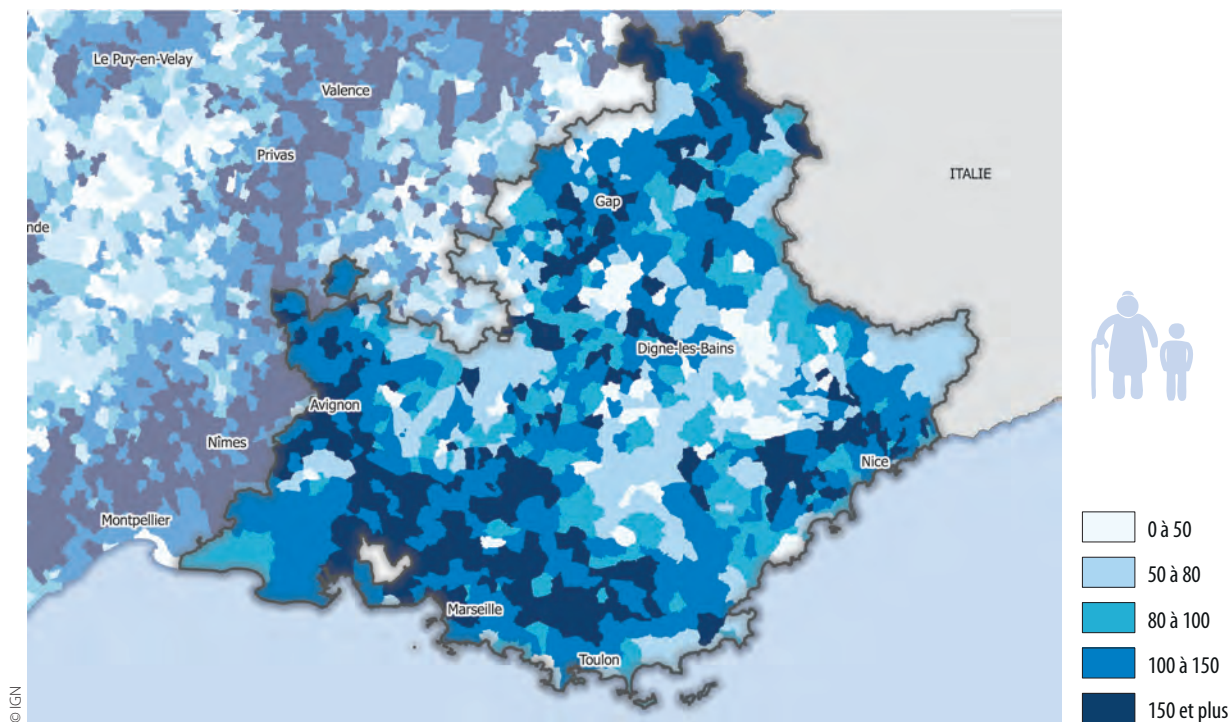 Le Puy-en-Velay
Valence
Privas
ITALIE
Gap
nde
Digne-les-Bains
Avignon
Nîmes
Nice
Montpellier
Marseille
Toulon
0 à 50
50 à 80
80 à 100
100 à 150
150 et plus
© IGN